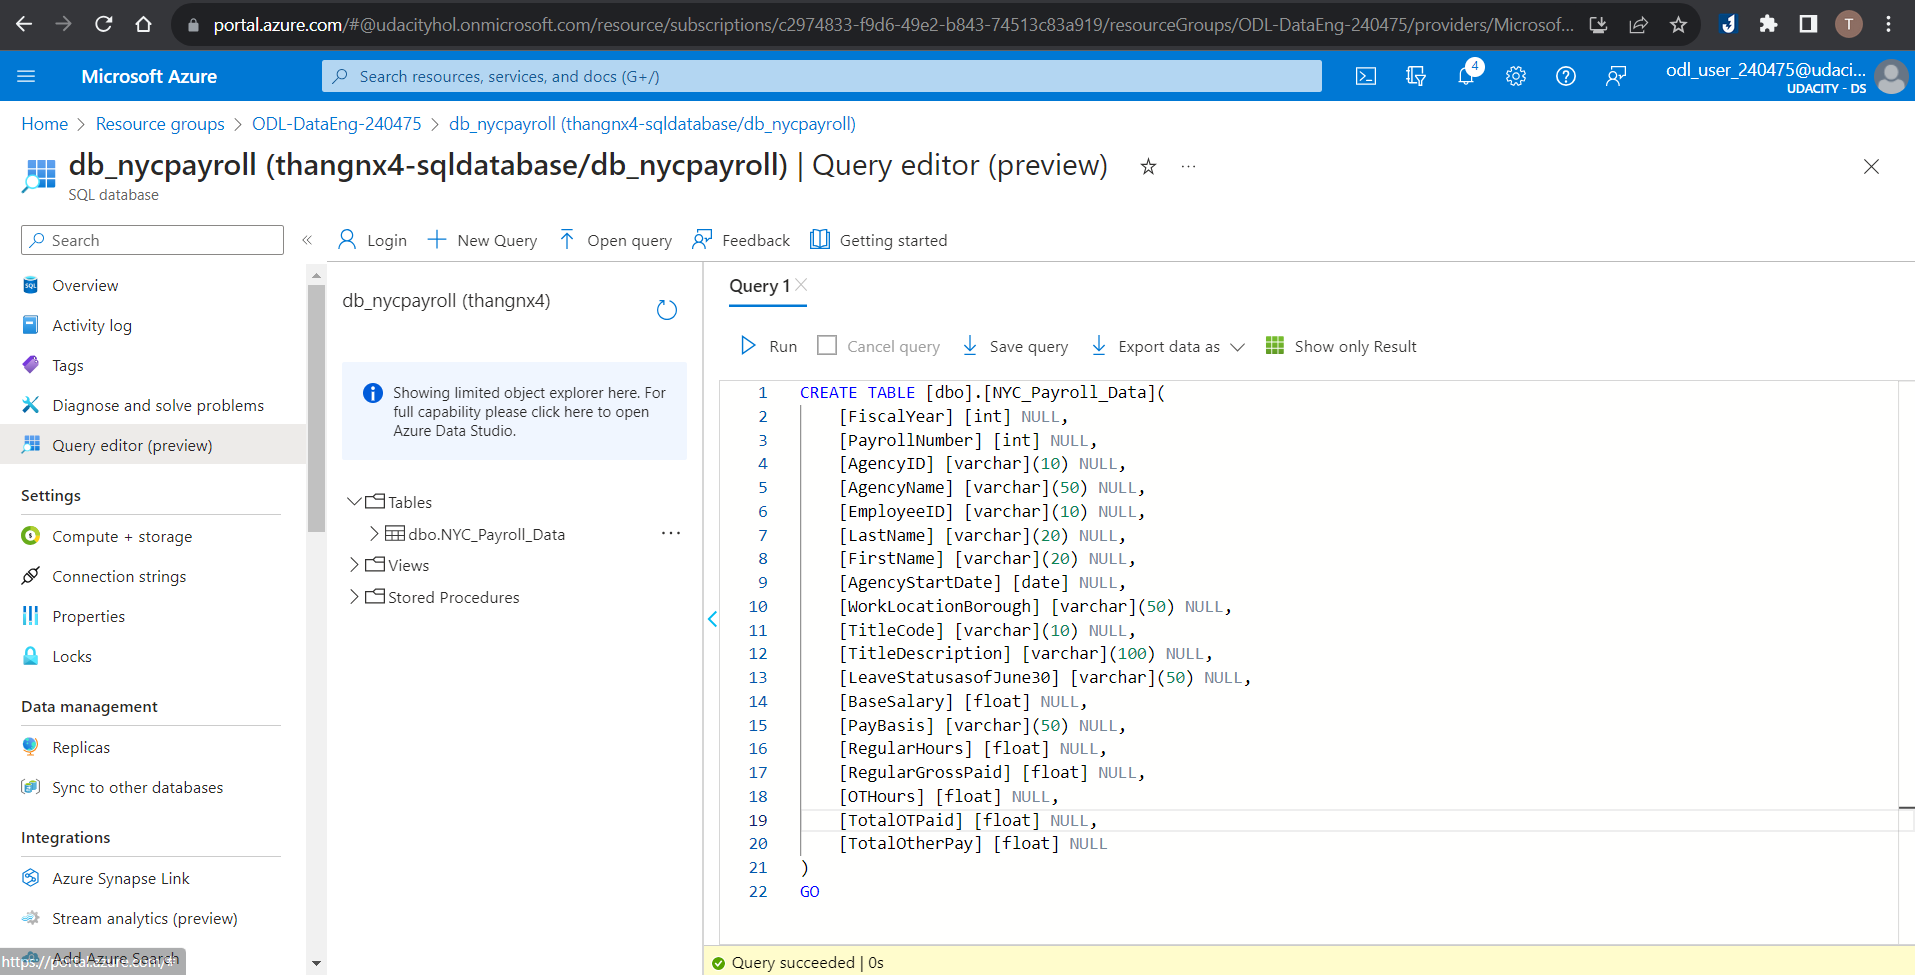 portal.azure.com/#@udacityhol.onmicrosoft.com/resource/subscriptions/c2974833-f9d6-49e2-b843-74513c83a919/resourceGroups/ODL-DataEng-240475/providers/Microsof...
T
Microsoft Azure
Search resources, services, and docs (G+/)
4
odl_user_240475@udaci...
UDACITY - DS
Home > Resource groups > ODL-DataEng-240475 > db_nycpayroll (thangnx4-sqldatabase/db_nycpayroll)
db_nycpayroll (thangnx4-sqldatabase/db_nycpayroll) | Query editor (preview)
SQL database
Search
Overview
Activity log
Tags
Diagnose and solve problems
Query editor (preview)
Settings
Compute + storage
Connection strings
Properties
Locks
Data management
Replicas
Sync to other databases
Integrations
Azure Synapse Link
Stream analytics (preview)
Add Azure Search
https://portal.azure.com/#
Login
New Query
Open query
Feedback
Getting started
db_nycpayroll (thangnx4)
Showing limited object explorer here. For
full capability please click here to open
Azure Data Studio.
Tables
dbo.NYC_Payroll_Data
Views
Stored Procedures
Query 1
Run
Cancel query
Save query
Export data as
Show only Result
1 CREATE TABLE [dbo].[NYC_Payroll_Data](
2 [FiscalYear] [int] NULL,
3 [PayrollNumber] [int] NULL,
4 [AgencyID] [varchar](10) NULL,
5 [AgencyName] [varchar](50) NULL,
6 [EmployeeID] [varchar](10) NULL,
7 [LastName] [varchar](20) NULL,
8 [FirstName] [varchar](20) NULL,
9 [AgencyStartDate] [date] NULL,
10 [WorkLocationBorough] [varchar](50) NULL,
11 [TitleCode] [varchar](10) NULL,
12 [TitleDescription] [varchar](100) NULL,
13 [LeaveStatusasofJune30] [varchar](50) NULL,
14 [BaseSalary] [float] NULL,
15 [PayBasis] [varchar](50) NULL,
16 [RegularHours] [float] NULL,
17 [RegularGrossPaid] [float] NULL,
18 [OTHours] [float] NULL,
19 [TotalOTPaid] [float] NULL,
20 [TotalOtherPay] [float] NULL
21 )
22 GO
Query succeeded | 0s